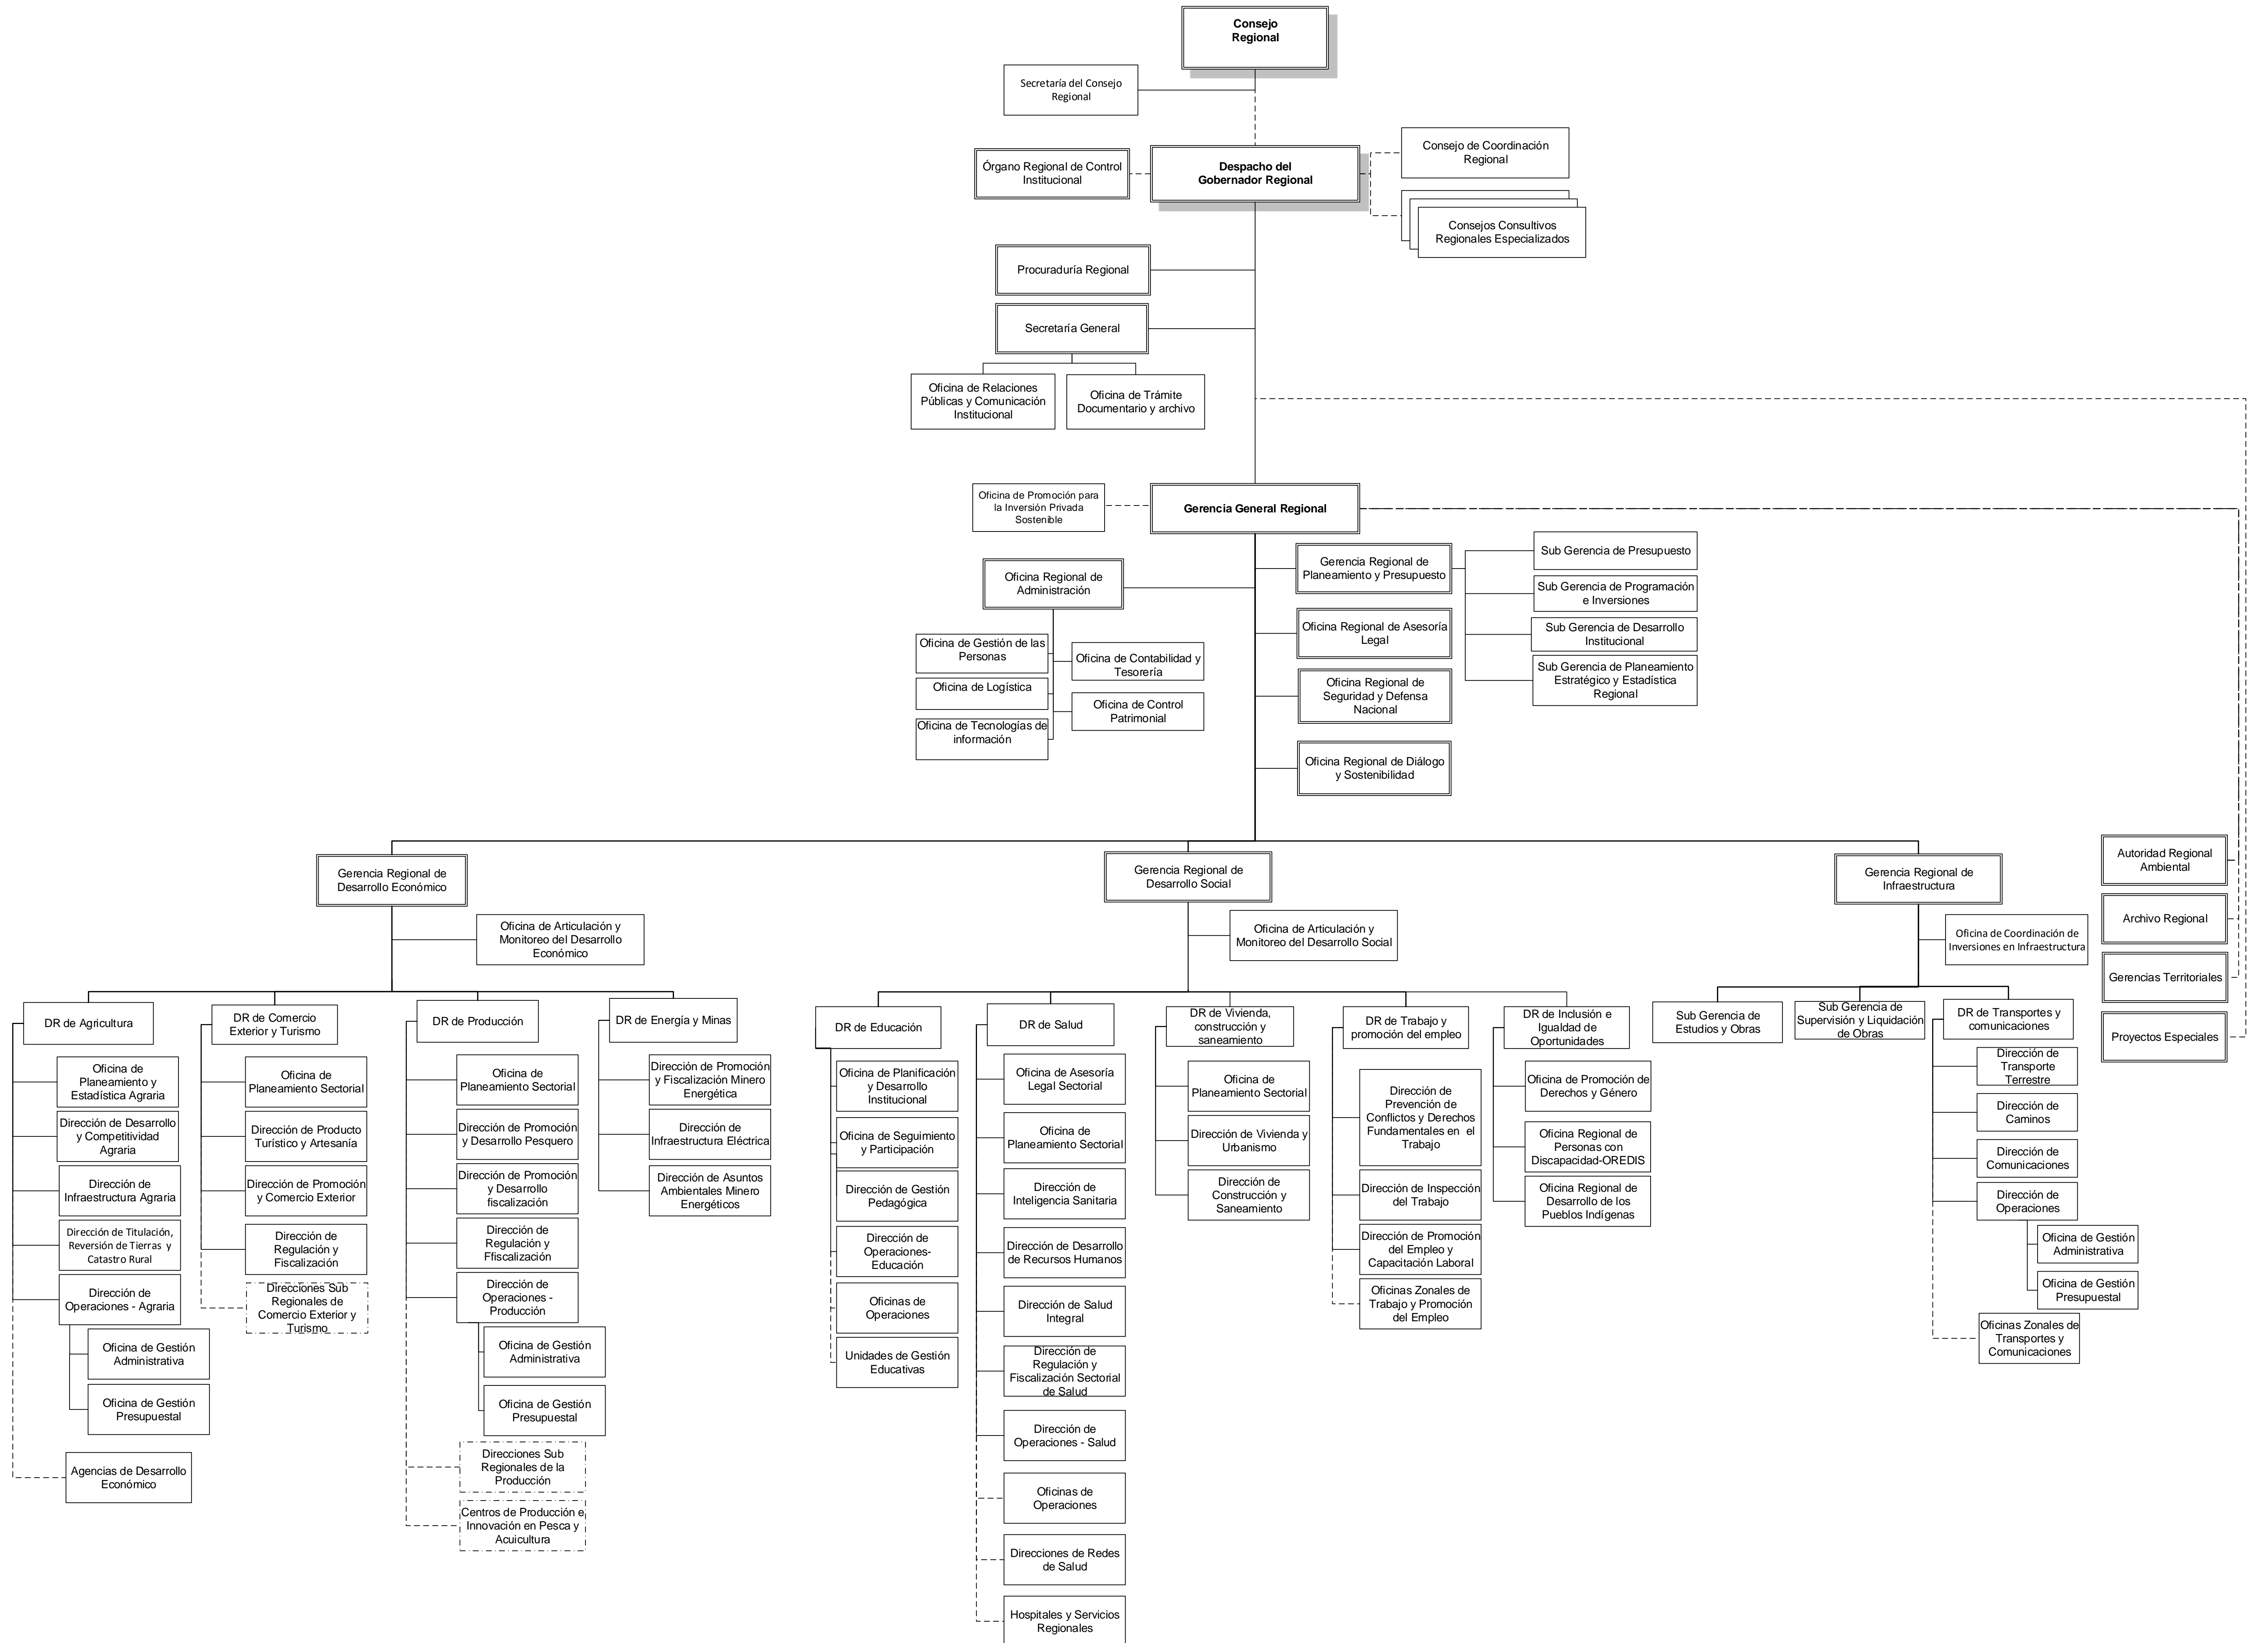 Consejo
Regional
Secretaría del Consejo
Regional
Consejo de Coordinación
Regional
Órgano Regional de Control
Institucional
Despacho del
Gobernador Regional
Consejos Consultivos
Regionales Especializados
Procuraduría Regional
Secretaría General
Oficina de Relaciones
Públicas y Comunicación
Institucional
Oficina de Trámite
Documentario y archivo
Oficina de Promoción para
la Inversión Privada
Sostenible
Gerencia General Regional
Oficina Regional de
Administración
Gerencia Regional de
Planeamiento y Presupuesto
Sub Gerencia de Presupuesto
Sub Gerencia de Programación
e Inversiones
Sub Gerencia de Desarrollo
Institucional
Sub Gerencia de Planeamiento
Estratégico y Estadística
Regional
Oficina Regional de Asesoría
Legal
Oficina Regional de
Seguridad y Defensa
Nacional
Oficina Regional de Diálogo
y Sostenibilidad
Oficina de Gestión de las
Personas
Oficina de Contabilidad y
Tesorería
Oficina de Logística
Oficina de Control
Patrimonial
Oficina de Tecnologías de
información
Gerencia Regional de
Desarrollo Económico
Gerencia Regional de
Desarrollo Social
Gerencia Regional de
Infraestructura
Autoridad Regional
Ambiental
Archivo Regional
Gerencias Territoriales
Proyectos Especiales
Oficina de Articulación y
Monitoreo del Desarrollo
Económico
Oficina de Articulación y
Monitoreo del Desarrollo Social
Oficina de Coordinación de
Inversiones en Infraestructura
DR de Agricultura
Oficina de
Planeamiento y
Estadística Agraria
Dirección de Desarrollo
y Competitividad
Agraria
Dirección de
Infraestructura Agraria
Dirección de Titulación,
Reversión de Tierras y
Catastro Rural
Dirección de
Operaciones - Agraria
Oficina de Gestión
Administrativa
Oficina de Gestión
Presupuestal
Agencias de Desarrollo
Económico
DR de Comercio
Exterior y Turismo
Oficina de
Planeamiento Sectorial
Dirección de Producto
Turístico y Artesanía
Dirección de Promoción
y Comercio Exterior
Dirección de
Regulación y
Fiscalización
Direcciones Sub
Regionales de
Comercio Exterior y
Turismo
DR de Producción
Oficina de
Planeamiento Sectorial
Dirección de Promoción
y Desarrollo Pesquero
Dirección de Promoción
y Desarrollo
fiscalización
Dirección de
Regulación y
Ffiscalización
Dirección de
Operaciones -
Producción
Oficina de Gestión
Administrativa
Oficina de Gestión
Presupuestal
Direcciones Sub
Regionales de la
Producción
Centros de Producción e
Innovación en Pesca y
Acuicultura
DR de Energía y Minas
Dirección de Promoción
y Fiscalización Minero
Energética
Dirección de
Infraestructura Eléctrica
Dirección de Asuntos
Ambientales Minero
Energéticos
DR de Educación
Oficina de Planificación
y Desarrollo
Institucional
Oficina de Seguimiento
y Participación
Dirección de Gestión
Pedagógica
Dirección de
Operaciones-
Educación
Oficinas de
Operaciones
Unidades de Gestión
Educativas
DR de Salud
Oficina de Asesoría
Legal Sectorial
Oficina de
Planeamiento Sectorial
Dirección de
Inteligencia Sanitaria
Dirección de Desarrollo
de Recursos Humanos
Dirección de Salud
Integral
Dirección de
Regulación y
Fiscalización Sectorial
de Salud
Dirección de
Operaciones - Salud
Oficinas de
Operaciones
Direcciones de Redes
de Salud
Hospitales y Servicios
Regionales
DR de Vivienda,
construcción y
saneamiento
Oficina de
Planeamiento Sectorial
Dirección de Vivienda y
Urbanismo
Dirección de
Construcción y
Saneamiento
DR de Trabajo y
promoción del empleo
Dirección de
Prevención de
Conflictos y Derechos
Fundamentales en el
Trabajo
Dirección de Inspección
del Trabajo
Dirección de Promoción
del Empleo y
Capacitación Laboral
Oficinas Zonales de
Trabajo y Promoción
del Empleo
DR de Inclusión e
Igualdad de
Oportunidades
Oficina de Promoción de
Derechos y Género
Oficina Regional de
Personas con
Discapacidad-OREDIS
Oficina Regional de
Desarrollo de los
Pueblos Indígenas
Sub Gerencia de
Estudios y Obras
Sub Gerencia de
Supervisión y Liquidación
de Obras
DR de Transportes y
comunicaciones
Dirección de
Transporte
Terrestre
Dirección de
Caminos
Dirección de
Comunicaciones
Dirección de
Operaciones
Oficina de Gestión
Administrativa
Oficina de Gestión
Presupuestal
Oficinas Zonales de
Transportes y
Comunicaciones